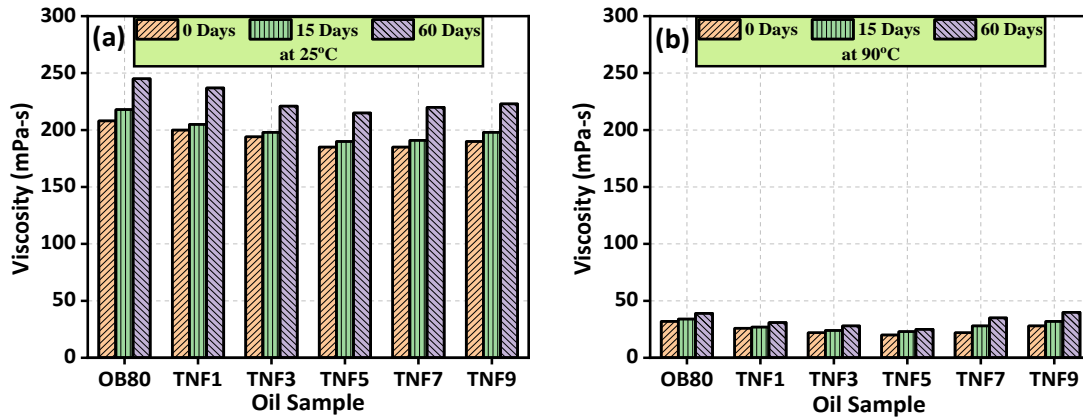 (a)
0 Days 15 Days 60 Days
at 25°C
300
250
200
150
100
50
0
Viscosity (mPa-s)
OB80 TNF1 TNF3 TNF5 TNF7 TNF9
Oil Sample
(b)
0 Days 15 Days 60 Days
at 90°C
300
250
200
150
100
50
0
Viscosity (mPa-s)
OB80 TNF1 TNF3 TNF5 TNF7 TNF9
Oil Sample